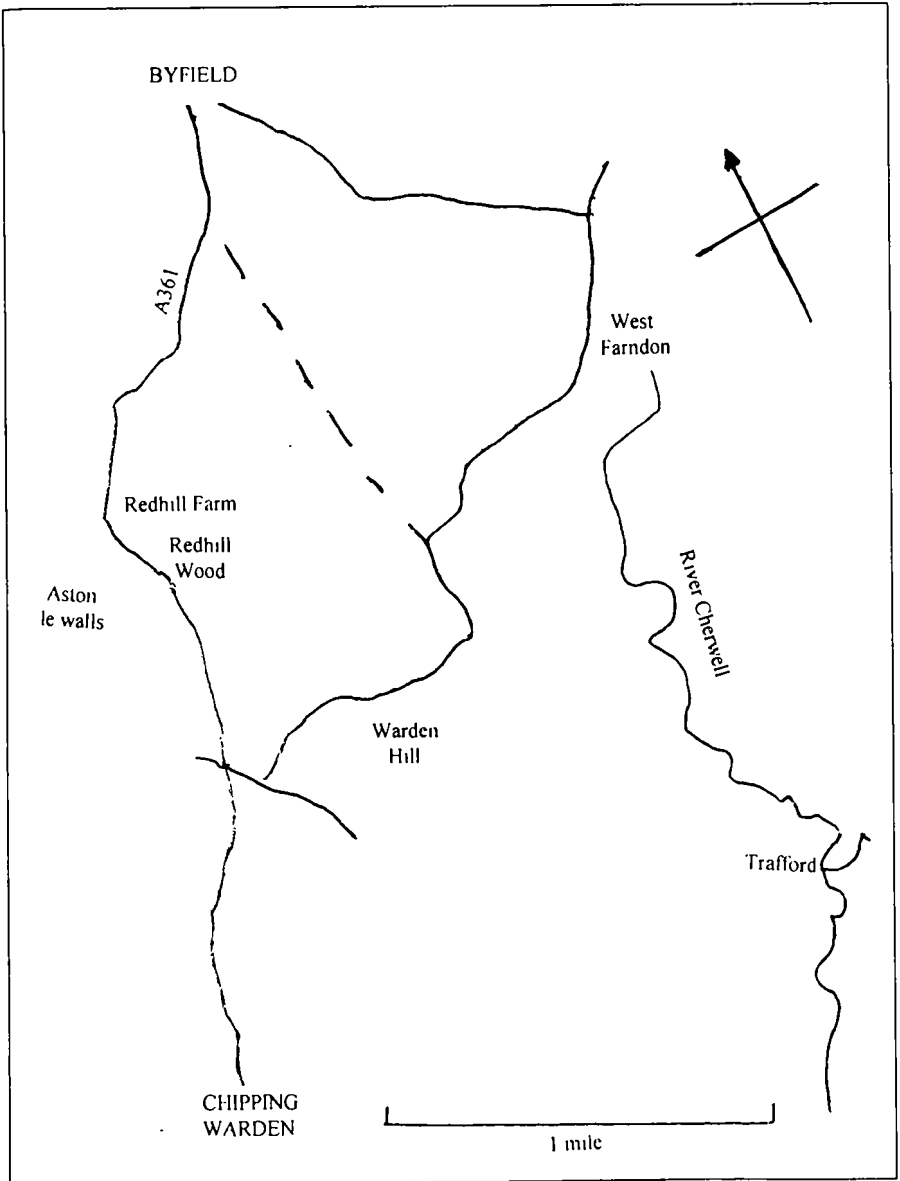 BYFIELD
A361
West
Farndon
Redhill Farm
Redhill
Wood
Aston
le walls
River Cherwell
Warden
Hill
Trafford
CHIPPING
WARDEN
1 mile